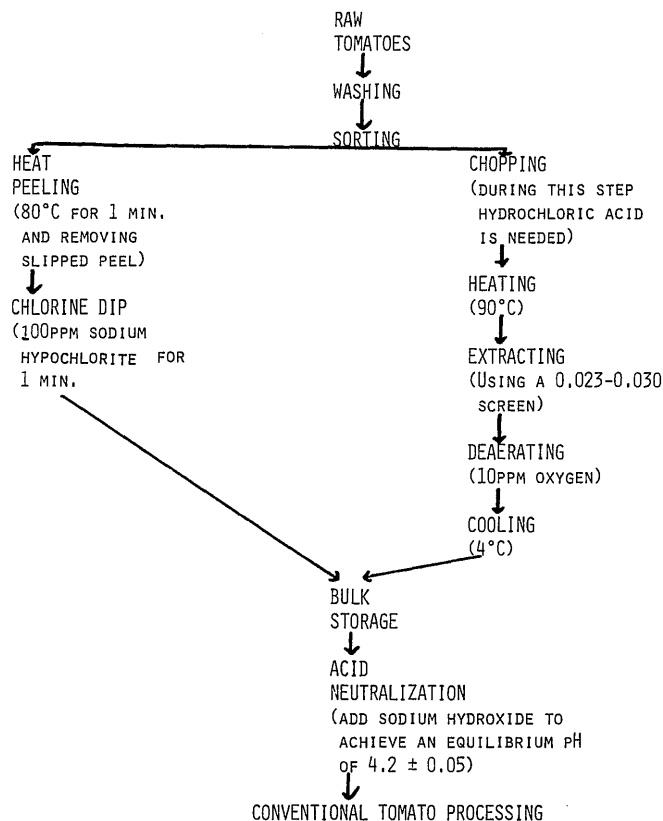 RAW
TOMATOES
WASHING
SORTING
HEAT
PEELING
(80°C FOR 1 MIN.
AND REMOVING
SLIPPED PEEL)
CHLORINE DIP
(100PPM SODIUM
HYPOCHLORITE FOR
1 MIN.
CHOPPING
(DURING THIS STEP
HYDROCHLORIC ACID
IS NEEDED)
HEATING
(90°C)
EXTRACTING
(USING A 0.023-0.030
SCREEN)
DEAERATING
(10PPM OXYGEN)
COOLING
(4°C)
BULK
STORAGE
ACID
NEUTRALIZATION
(ADD SODIUM HYDROXIDE TO
ACHIEVE AN EQUILIBRIUM pH
OF 4.2 ± 0.05)
CONVENTIONAL TOMATO PROCESSING